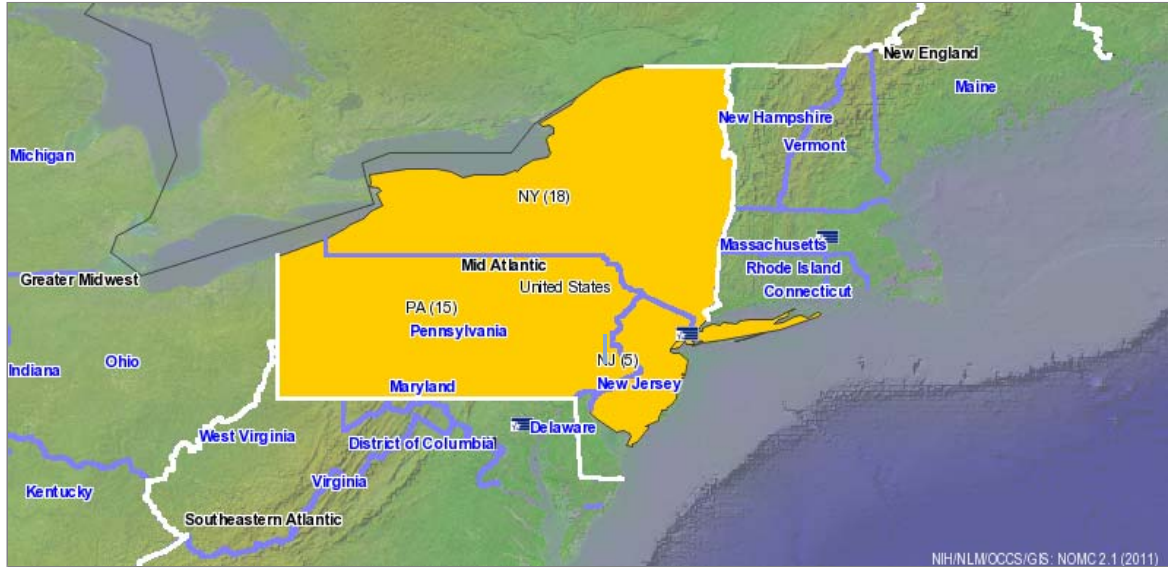 New England
Maine
New Hampshire
Vermont
Michigan
NY (18)
Massachusetts
Mid Atlantic
Rhode Island
Greater Midwest
United States
Connecticut
PA (15)
Pennsylvania
NJ (5)
Ohio
Indiana
Maryland
New Jersey
Delaware
West Virginia
District of Columbia
Virginia
Kentucky
Southeastern Atlantic
NIH/NLM/OCCS/GIS: NOMC 2.1 (2011)